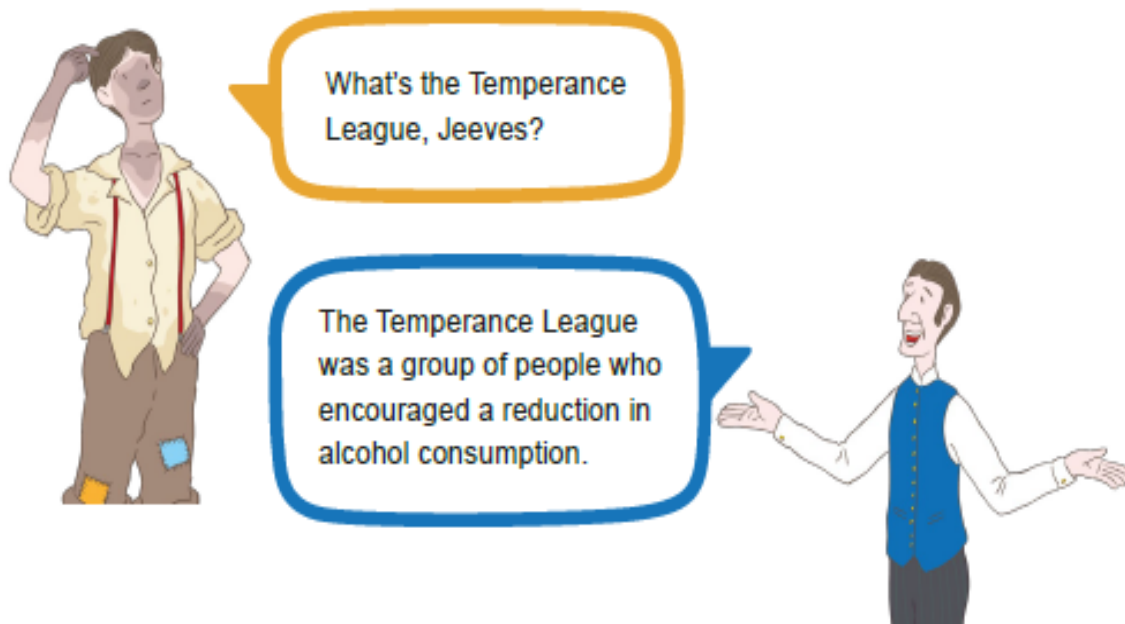 What's the Temperance
League, Jeeves?
The Temperance League
was a group of people who
encouraged a reduction in
alcohol consumption.